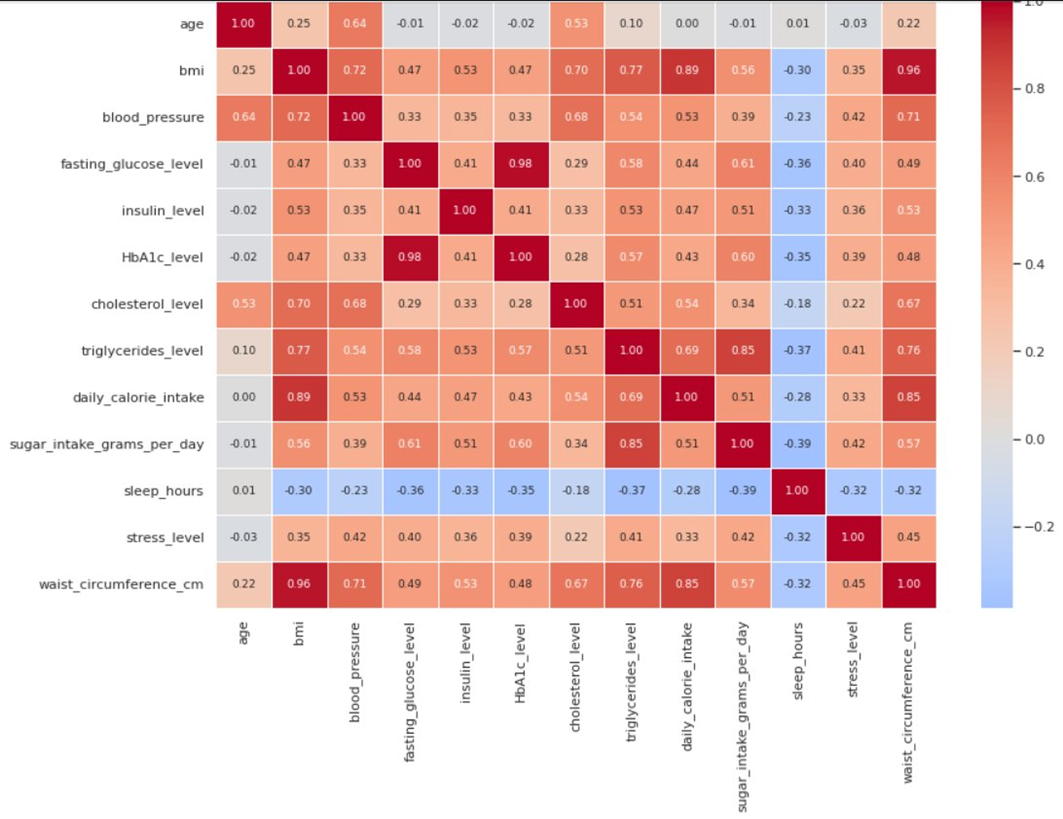 age 1.00 0.25 0.64 -0.01 -0.02 -0.02 0.53 0.10 0.00 -0.01 0.01 -0.03 0.22
bmi 0.25 1.00 0.72 0.47 0.53 0.47 0.70 0.77 0.89 0.56 -0.30 0.35 0.96
blood_pressure 0.64 0.72 1.00 0.33 0.35 0.33 0.68 0.54 0.53 0.39 -0.23 0.42 0.71
fasting_glucose_level -0.01 0.47 0.33 1.00 0.41 0.98 0.29 0.58 0.44 0.61 -0.36 0.40 0.49
insulin_level -0.02 0.53 0.35 0.41 1.00 0.41 0.33 0.53 0.47 0.51 -0.33 0.36 0.53
HbA1c_level -0.02 0.47 0.33 0.98 0.41 1.00 0.28 0.57 0.43 0.60 -0.35 0.39 0.48
cholesterol_level 0.53 0.70 0.68 0.29 0.33 0.28 1.00 0.51 0.54 0.34 -0.18 0.22 0.67
triglycerides_level 0.10 0.77 0.54 0.58 0.53 0.57 0.51 1.00 0.69 0.85 -0.37 0.41 0.76
daily_calorie_intake 0.00 0.89 0.53 0.44 0.47 0.43 0.54 0.69 1.00 0.51 -0.28 0.33 0.85
sugar_intake_grams_per_day -0.01 0.56 0.39 0.61 0.51 0.60 0.34 0.85 0.51 1.00 -0.39 0.42 0.57
sleep_hours 0.01 -0.30 -0.23 -0.36 -0.33 -0.35 -0.18 -0.37 -0.28 -0.39 1.00 -0.32 -0.32
stress_level -0.03 0.35 0.42 0.40 0.36 0.39 0.22 0.41 0.33 0.42 -0.32 1.00 0.45
waist_circumference_cm 0.22 0.96 0.71 0.49 0.53 0.48 0.67 0.76 0.85 0.57 -0.32 0.45 1.00
age
bmi
blood_pressure
fasting_glucose_level
insulin_level
HbA1c_level
cholesterol_level
triglycerides_level
daily_calorie_intake
sugar_intake_grams_per_day
sleep_hours
stress_level
waist_circumference_cm
1.0
0.8
0.6
0.4
0.2
0.0
−0.2